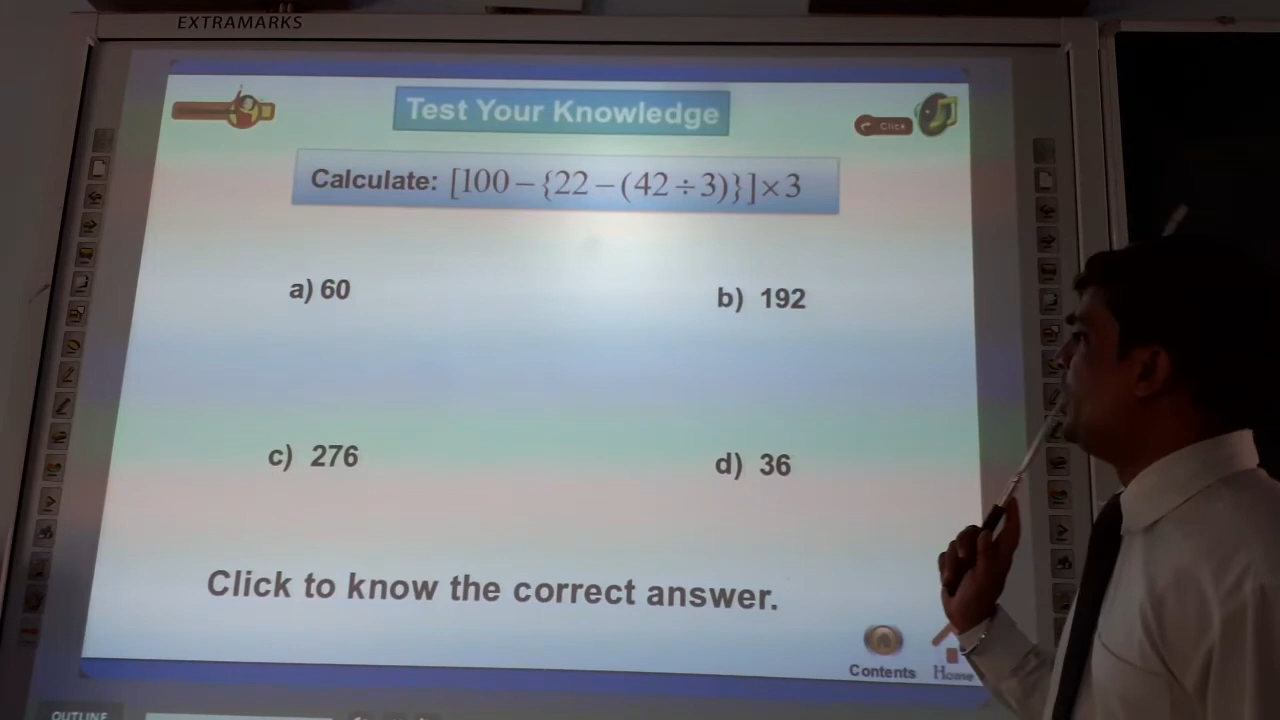 EXTRAMARKS
Test Your Knowledge
Click
Calculate: [100 – {22 – (42 ÷ 3)}] × 3
a) 60
b) 192
c) 276
d) 36
Click to know the correct answer.
Contents
Home
OUTLINE